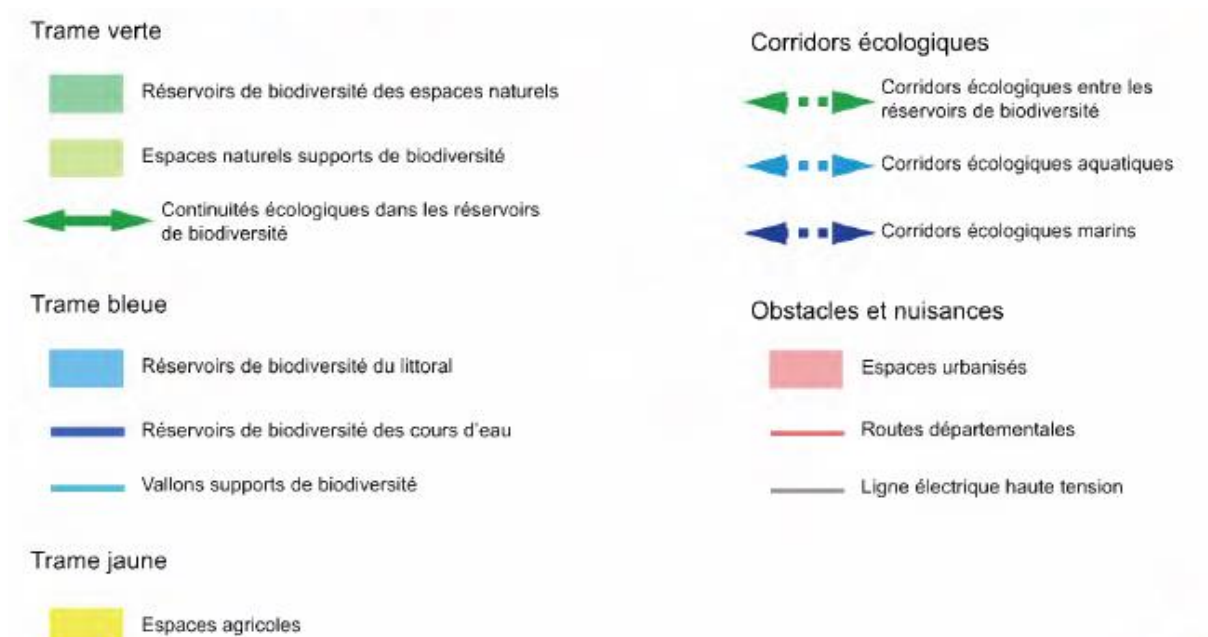 Trame verte
Réservoirs de biodiversité des espaces naturels
Espaces naturels supports de biodiversité
Continuités écologiques dans les réservoirs
de biodiversité
Trame bleue
Réservoirs de biodiversité du littoral
Réservoirs de biodiversité des cours d'eau
Vallons supports de biodiversité
Trame jaune
Espaces agricoles
Corridors écologiques
Corridors écologiques entre les
réservoirs de biodiversité
Corridors écologiques aquatiques
Corridors écologiques marins
Obstacles et nuisances
Espaces urbanisés
Routes départementales
Ligne électrique haute tension